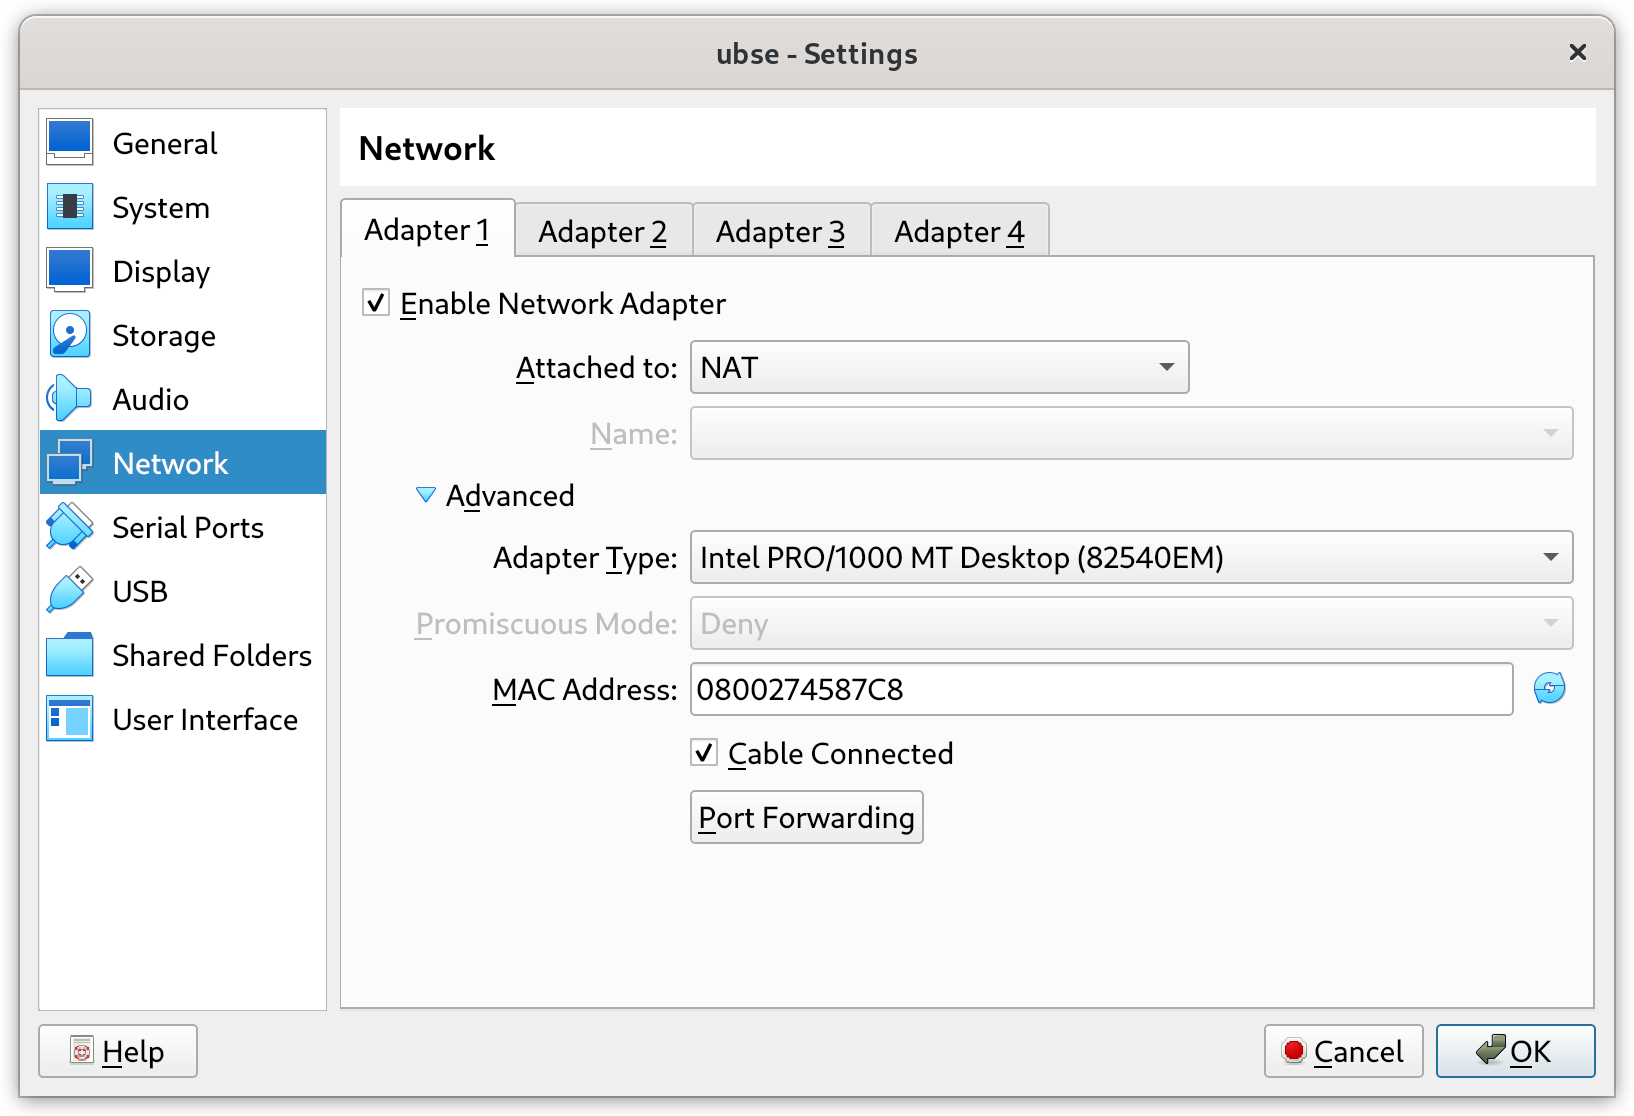 ubse - Settings
General
System
Display
Storage
Audio
Network
Serial Ports
USB
Shared Folders
User Interface
Network
Adapter 1 Adapter 2 Adapter 3 Adapter 4
Enable Network Adapter
Attached to: NAT
Name:
Advanced
Adapter Type: Intel PRO/1000 MT Desktop (82540EM)
Promiscuous Mode: Deny
MAC Address: 0800274587C8
Cable Connected
Port Forwarding
Help Cancel OK